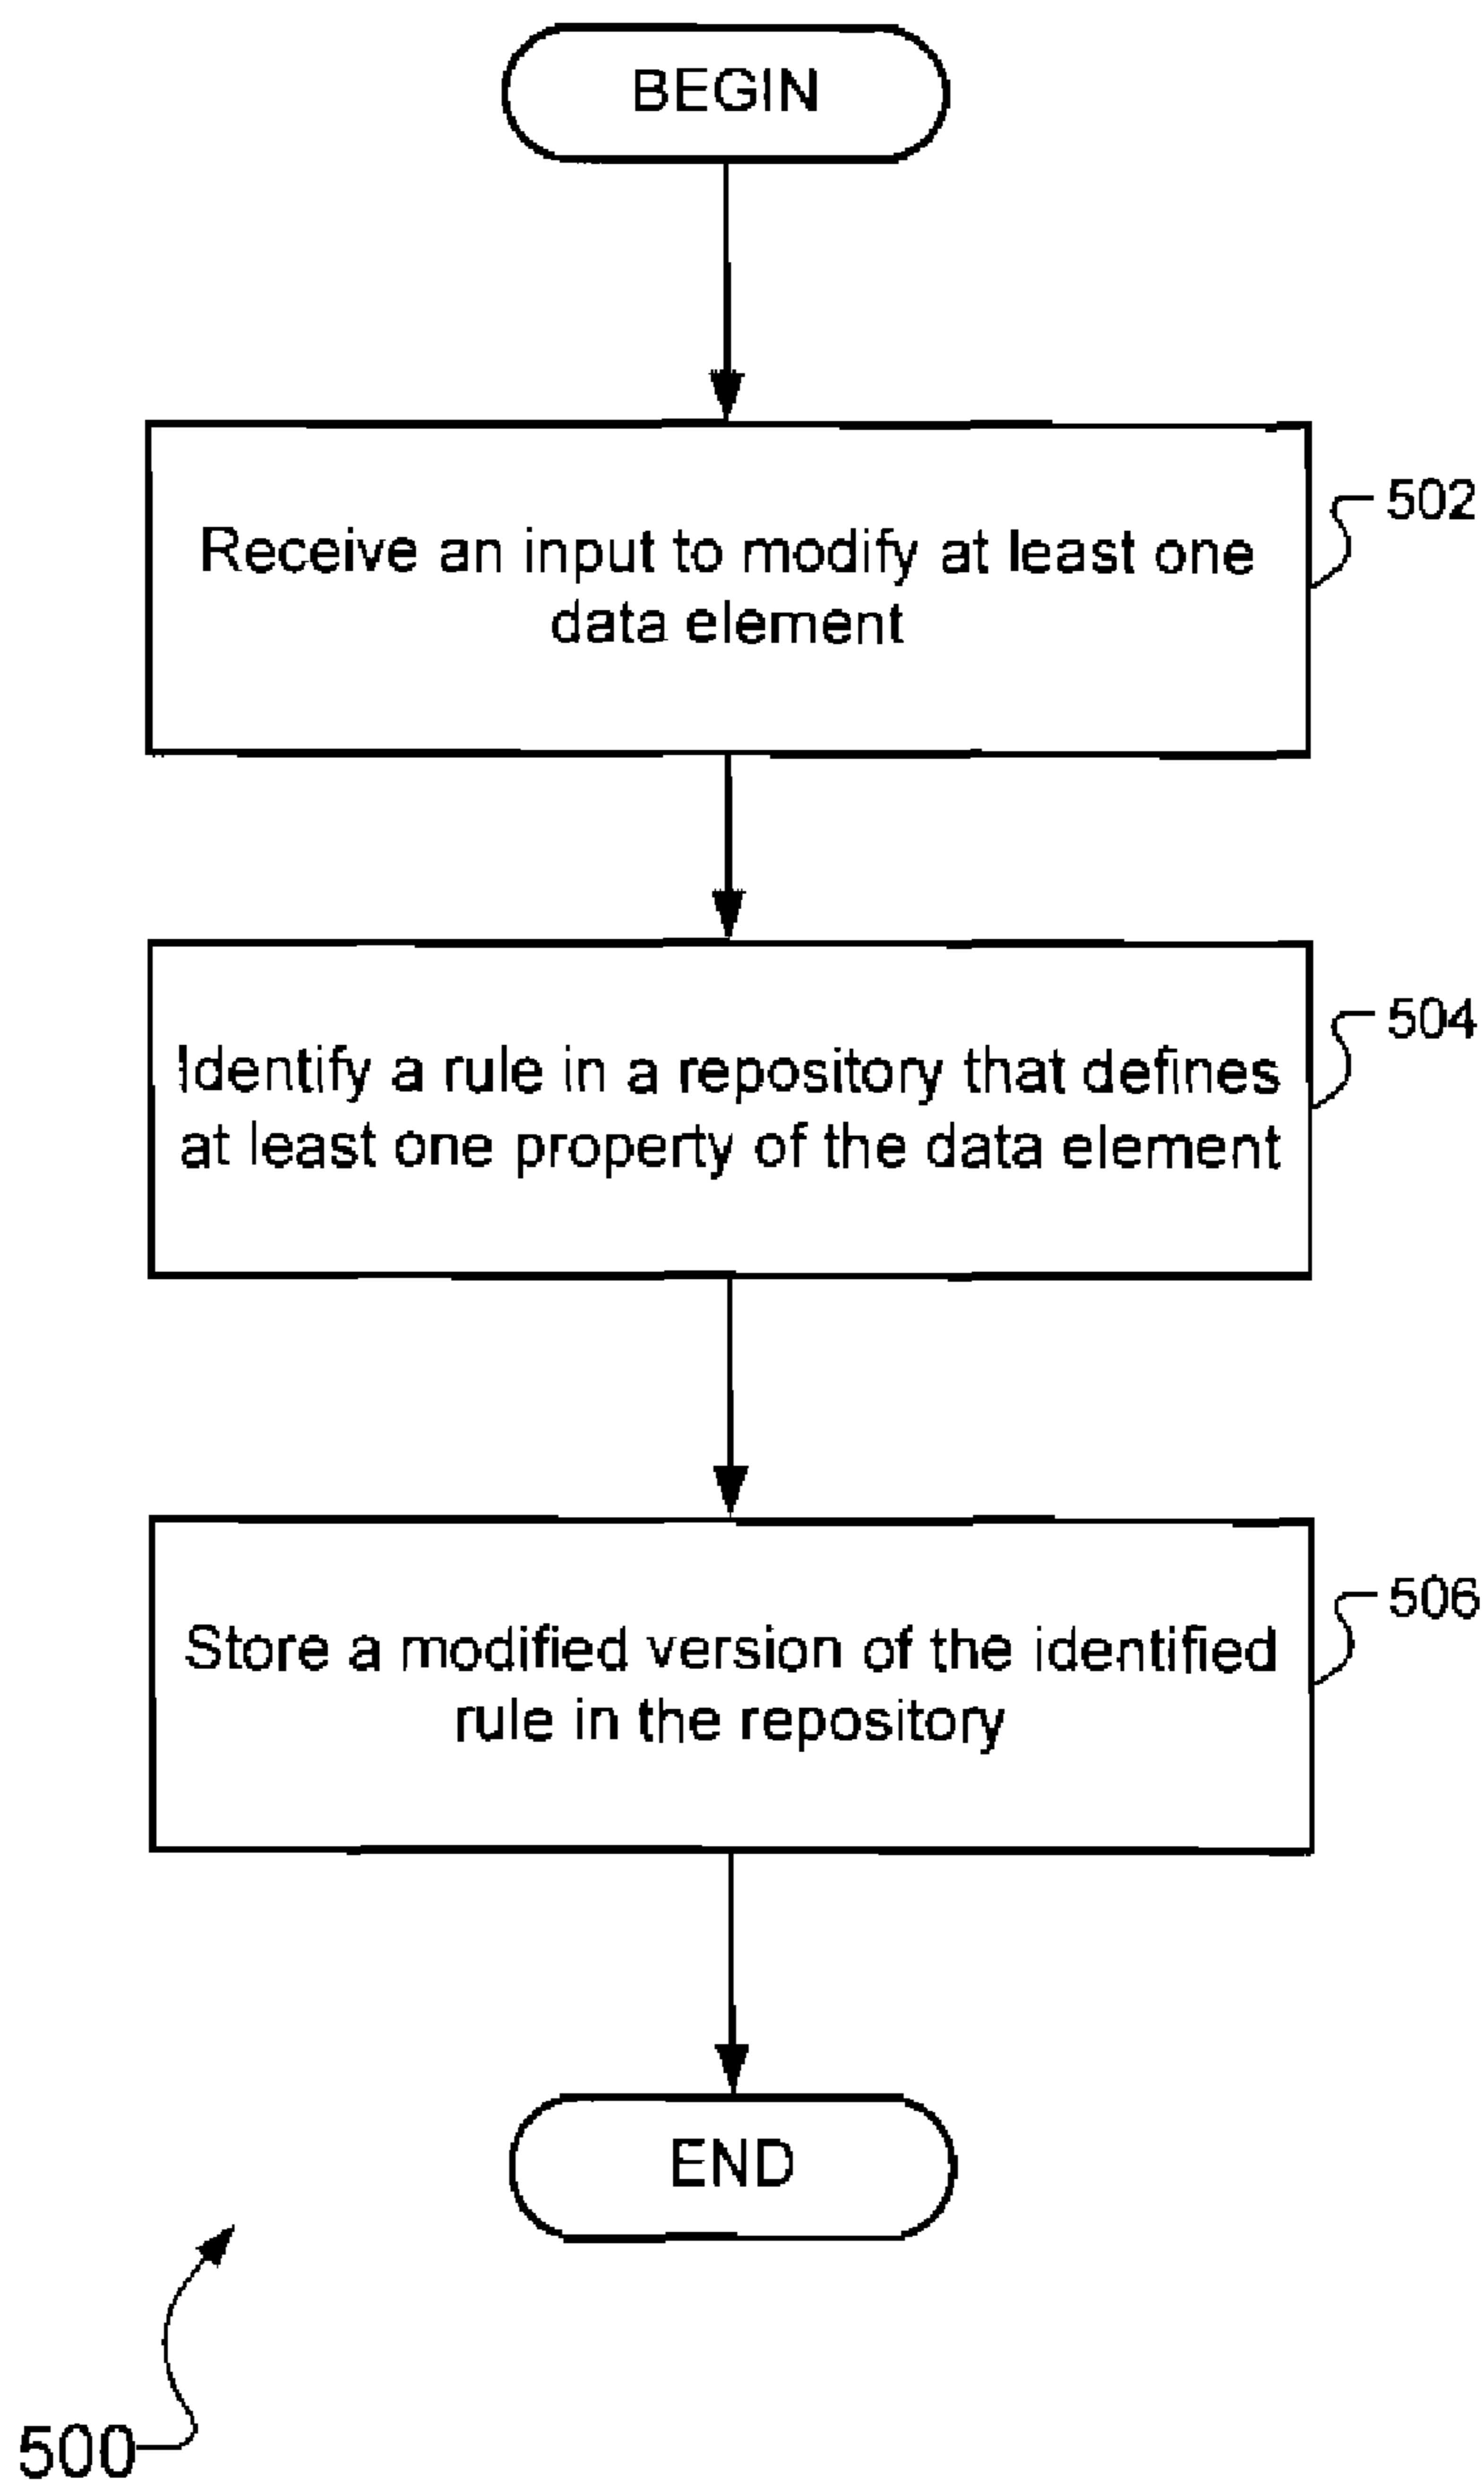 BEGIN
Receive an input to modify at least one
data element
502
Identify a rule in a repository that defines
at least one property of the data element
504
Store a modified version of the identified
rule in the repository
506
END
500